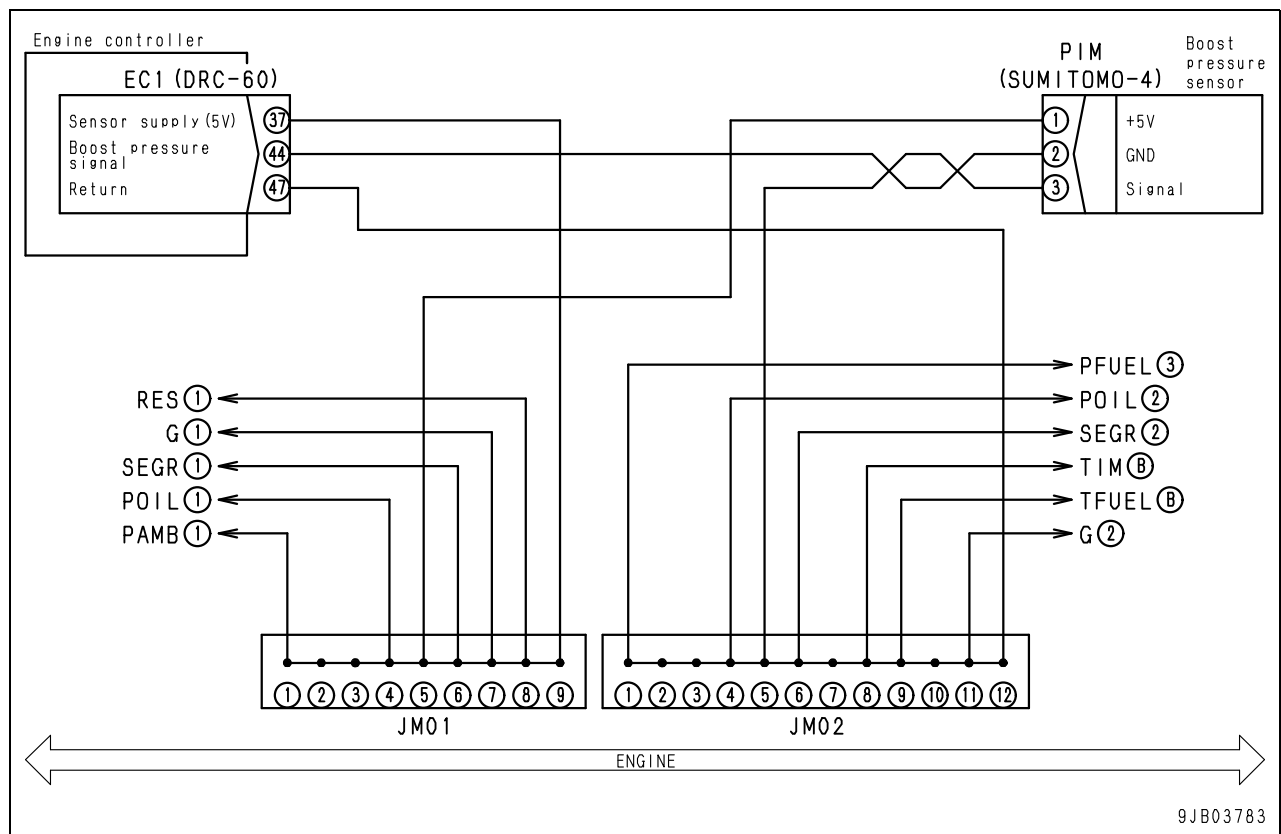 Engine controller
EC1 (DRC-60)
Sensor supply (5V) 37
Boost pressure
signal 44
Return 47
PIM
(SUMITOMO-4)
Boost
pressure
sensor
1 +5V
2 GND
3 Signal
RES 1
G 1
SEGR 1
POIL 1
PAMB 1
PFUEL 3
POIL 2
SEGR 2
TIM B
TFUEL B
G 2
1 2 3 4 5 6 7 8 9
JM01
1 2 3 4 5 6 7 8 9 10 11 12
JM02
ENGINE
9JB03783